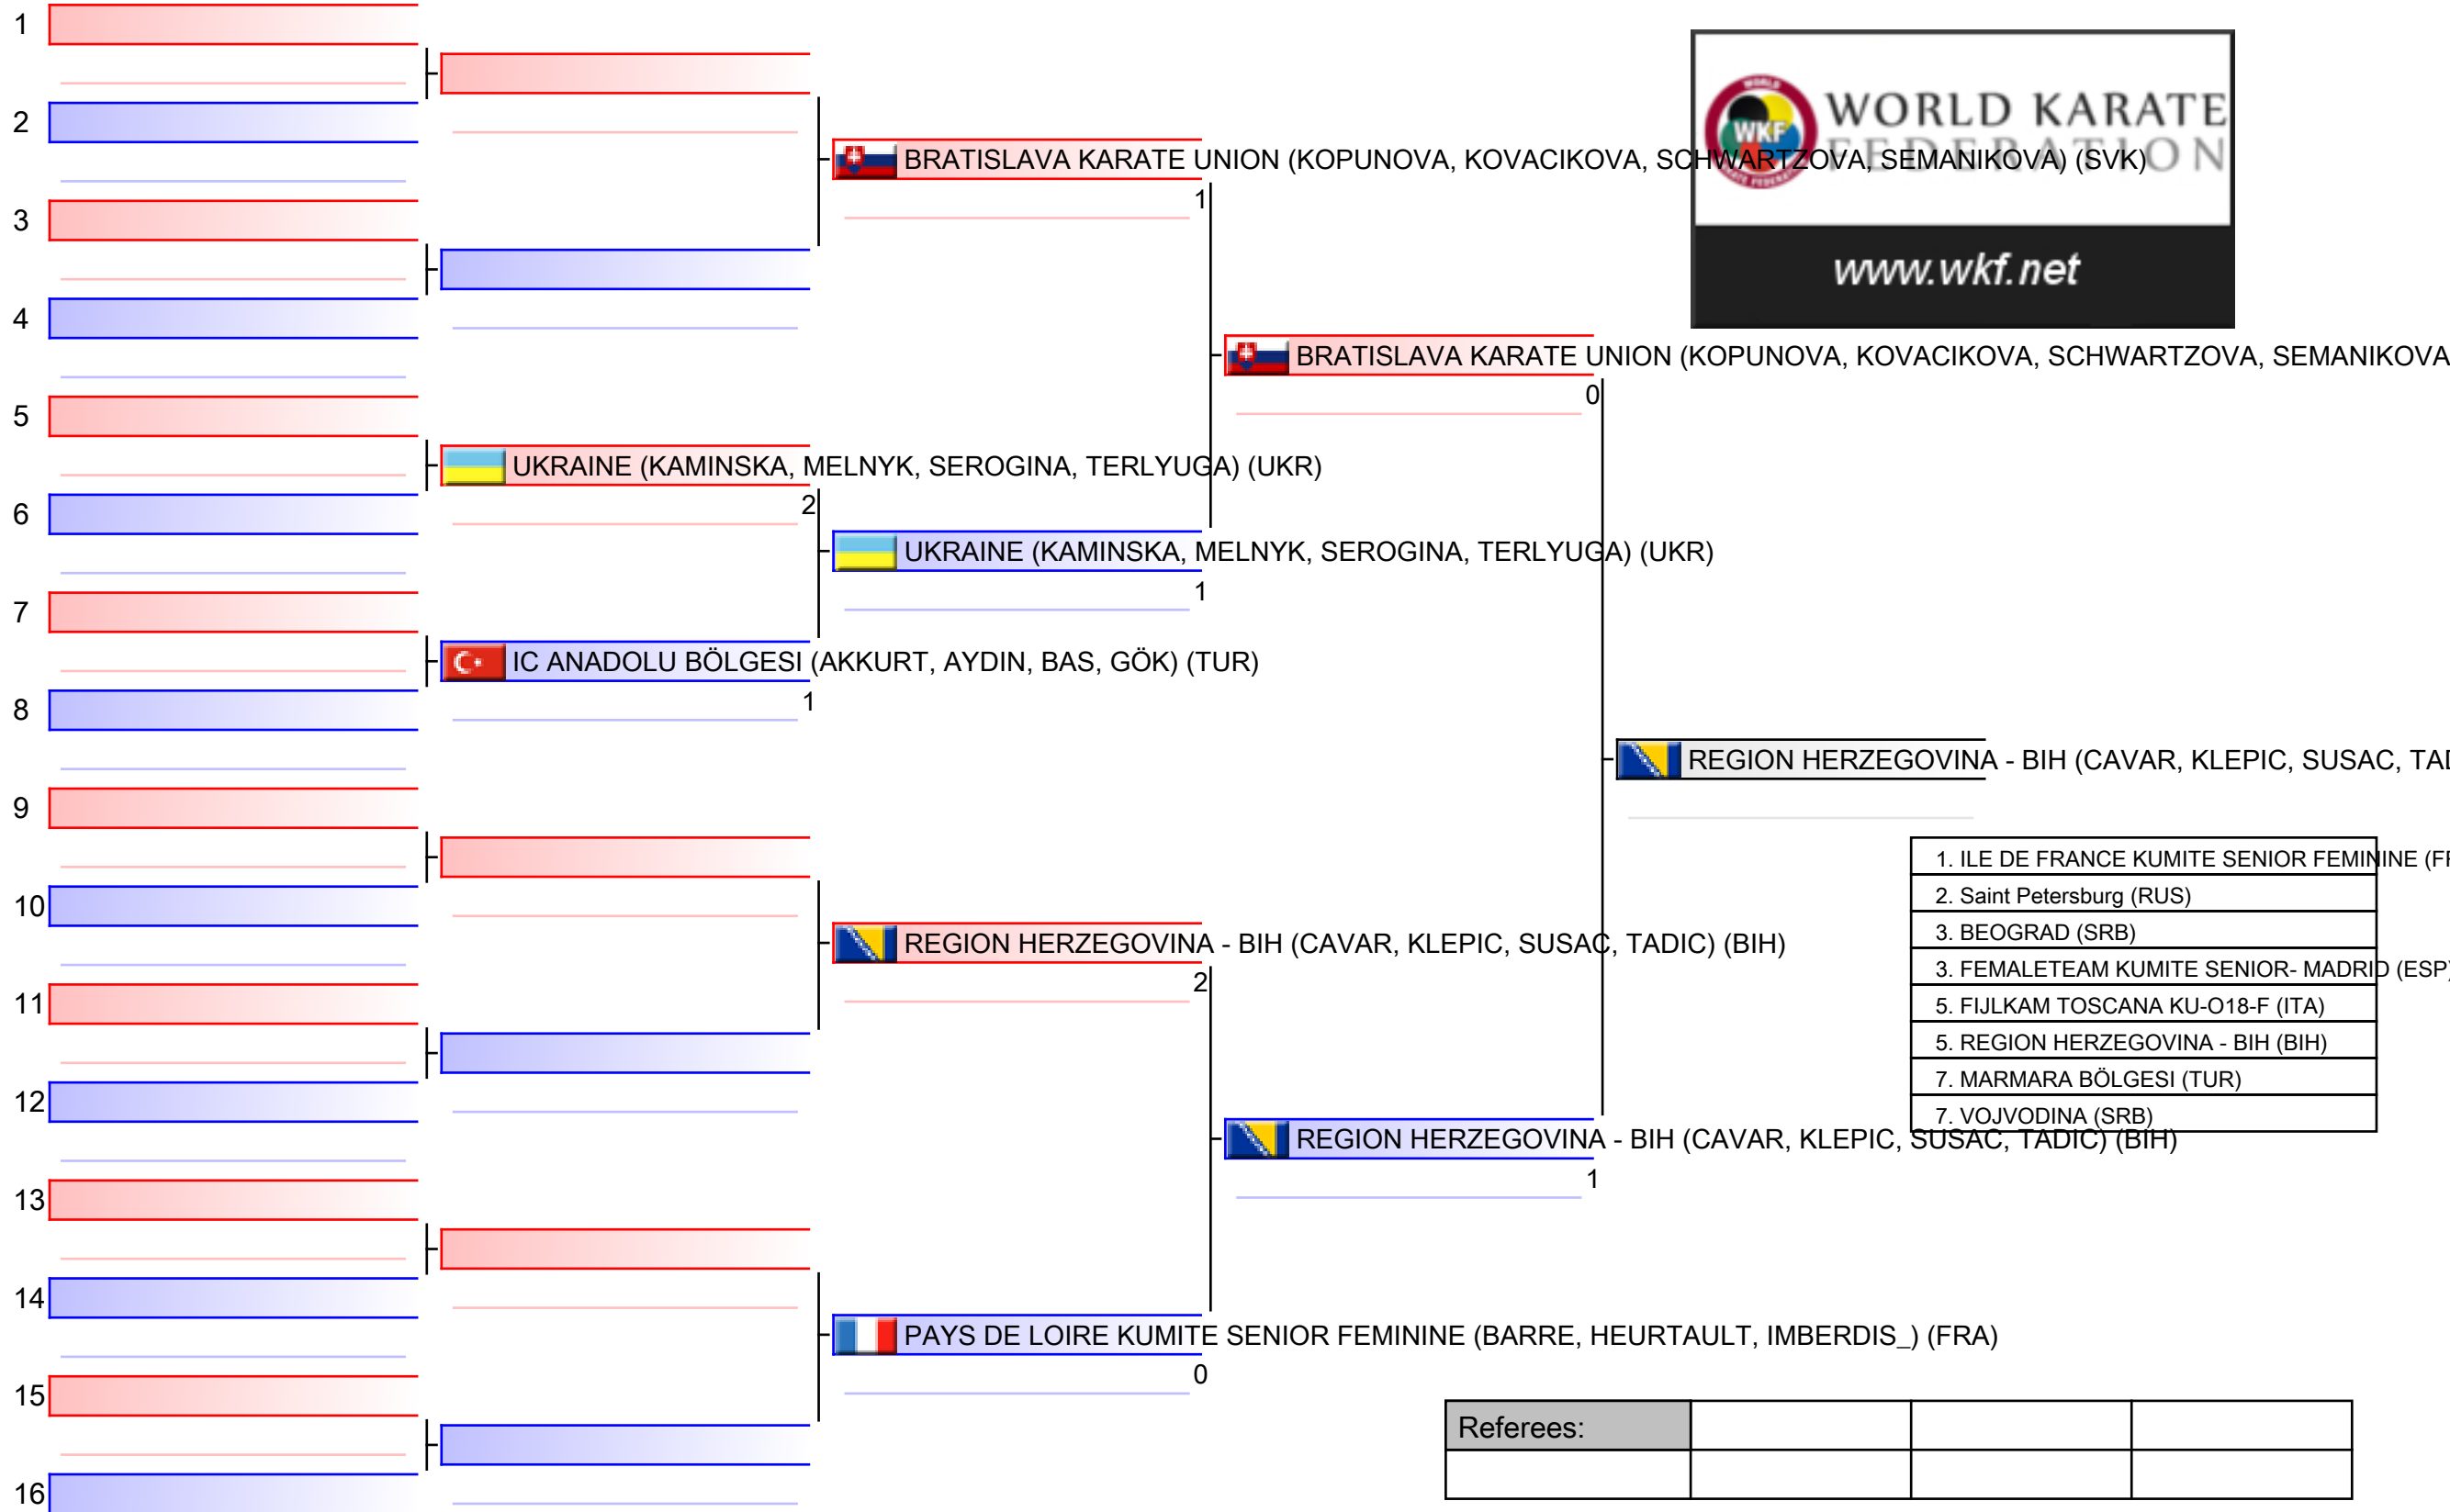 1
2
3
4
5
6
7
8
9
10
11
12
13
14
15
16
UKRAINE (KAMINSKA, MELNYK, SEROGINA, TERLYUGA) (UKR)
2
IC ANADOLU BÖLGESI (AKKURT, AYDIN, BAS, GÖK) (TUR)
1
BRATISLAVA KARATE UNION (KOPUNOVA, KOVACIKOVA, SCHWARTZOVA, SEMANIKOVA) (SVK)
1
UKRAINE (KAMINSKA, MELNYK, SEROGINA, TERLYUGA) (UKR)
1
REGION HERZEGOVINA - BIH (CAVAR, KLEPIC, SUSAC, TADIC) (BIH)
2
PAYS DE LOIRE KUMITE SENIOR FEMININE (BARRE, HEURTAULT, IMBERDIS_) (FRA)
0
BRATISLAVA KARATE UNION (KOPUNOVA, KOVACIKOVA, SCHWARTZOVA, SEMANIKOVA
0
REGION HERZEGOVINA - BIH (CAVAR, KLEPIC, SUSAC, TADIC) (BIH)
1
REGION HERZEGOVINA - BIH (CAVAR, KLEPIC, SUSAC,
WORLD
WKF
WORLD KARATE
FEDERATION
www.wkf.net
1. ILE DE FRANCE KUMITE SENIOR FEMININE
2. Saint Petersburg (RUS)
3. BEOGRAD (SRB)
3. FEMALETEAM KUMITE SENIOR- MADRID (ESP)
5. FIJLKAM TOSCANA KU-O18-F (ITA)
5. REGION HERZEGOVINA - BIH (BIH)
7. MARMARA BÖLGESI (TUR)
7. VOJVODINA (SRB)
Referees: